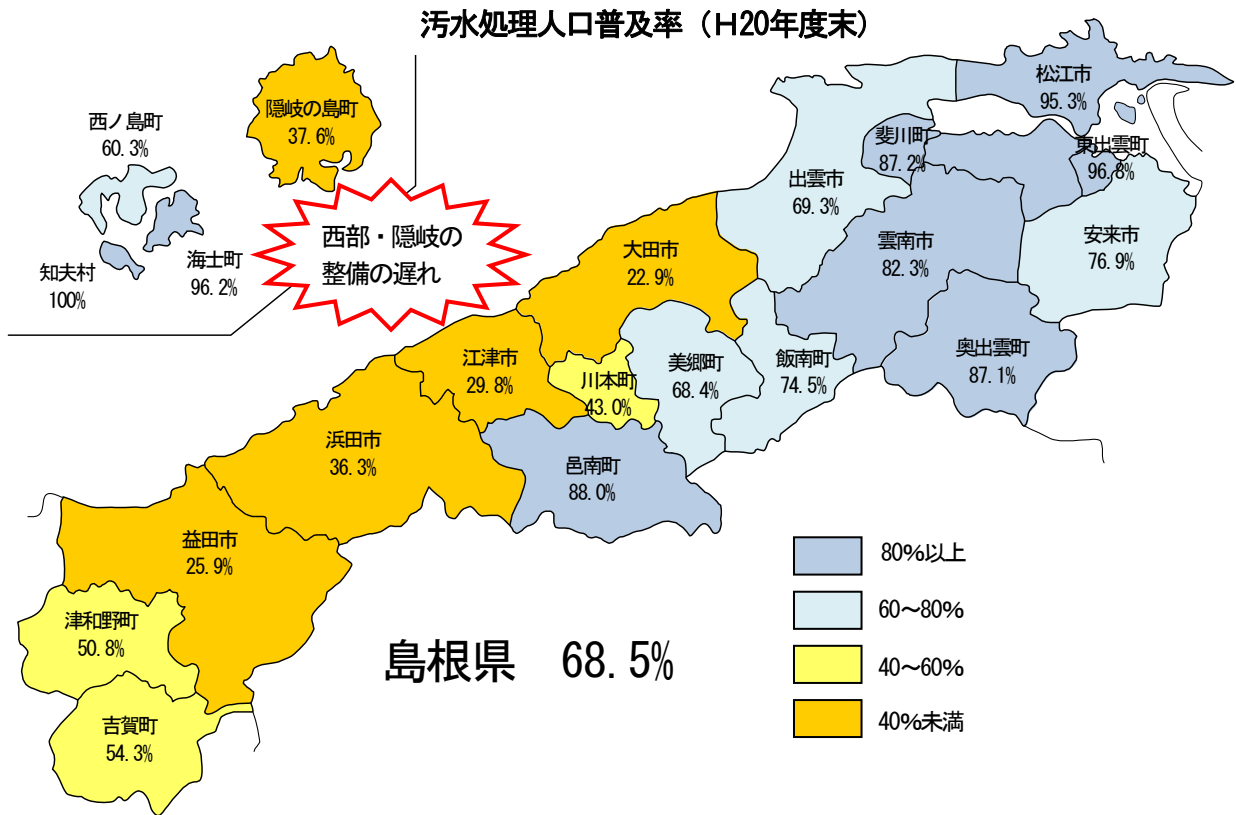 汚水処理人口普及率（H20年度末）
松江市
95.3%
隠岐の島町
37.6%
西ノ島町
60.3%
斐川町
87.2%
東出雲町
96.8%
出雲市
69.3%
西部・隠岐の
整備の遅れ
大田市
22.9%
雲南市
82.3%
安来市
76.9%
知夫村
100%
海士町
96.2%
江津市
29.8%
川本町
43.0%
美郷町
68.4%
飯南町
74.5%
奥出雲町
87.1%
浜田市
36.3%
邑南町
88.0%
益田市
25.9%
80%以上
60～80%
40～60%
40%未満
津和野町
50.8%
島根県 68.5%
吉賀町
54.3%